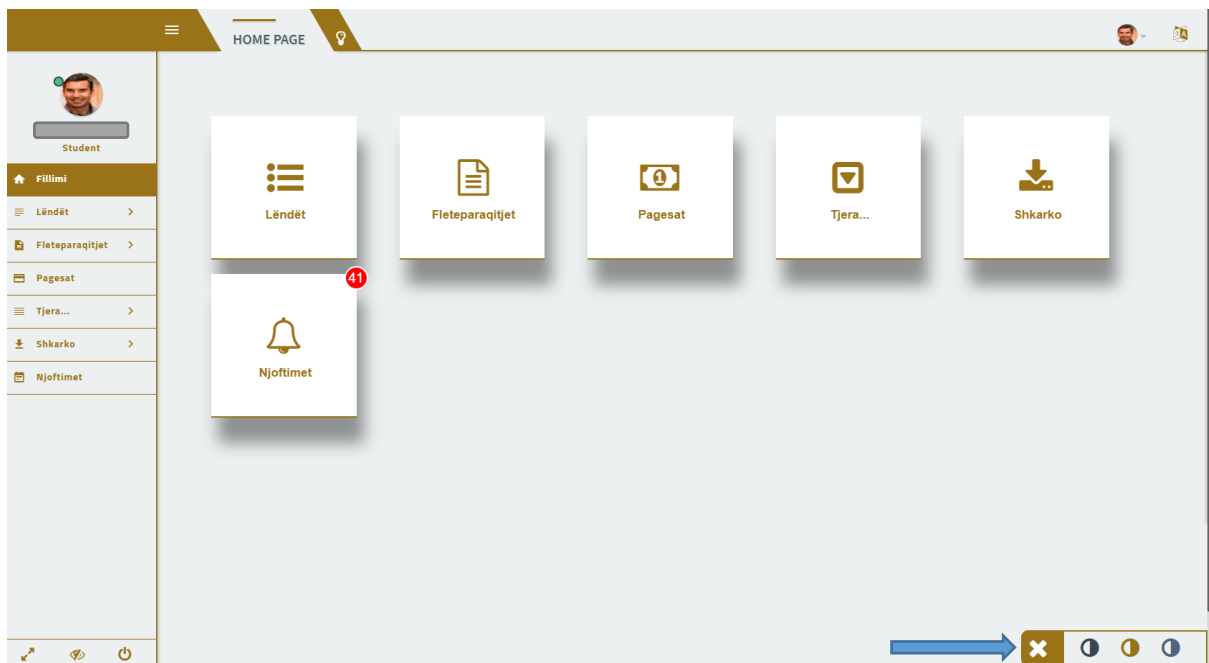 HOME PAGE
Student
Fillimi
Lëndët
Fleteparaqitjet
Pagesat
Tjera...
Shkarko
Njoftimet
Lëndët
Fleteparaqitjet
Pagesat
Tjera...
Shkarko
41
Njoftimet